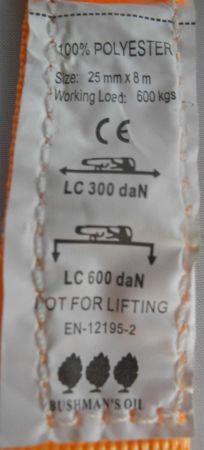 100% POLYESTER
Size: 25 mm x 8 m
Working Load: 600 kgs
CE
LC 300 daN
LC 600 daN
NOT FOR LIFTING
EN-12195-2
BUSHMAN'S OIL